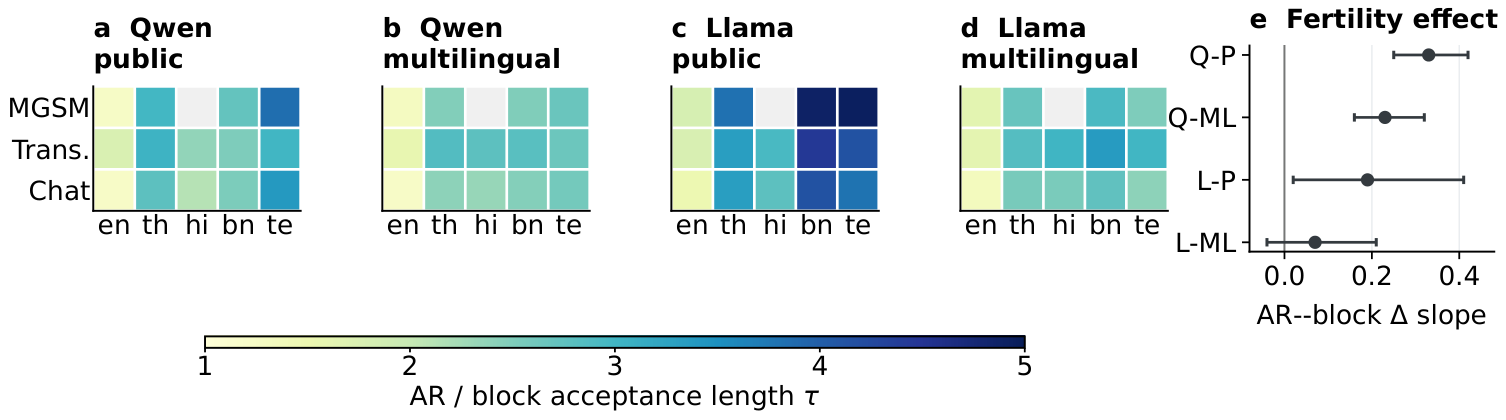 a  Qwen
public
b  Qwen
multilingual
c  Llama
public
d  Llama
multilingual
e  Fertility effect
MGSM
Trans.
Chat
en th hi bn te
en th hi bn te
en th hi bn te
en th hi bn te
Q-P
Q-ML
L-P
L-ML
0.0 0.2 0.4
AR--block Δ slope
1 2 3 4 5
AR / block acceptance length τ